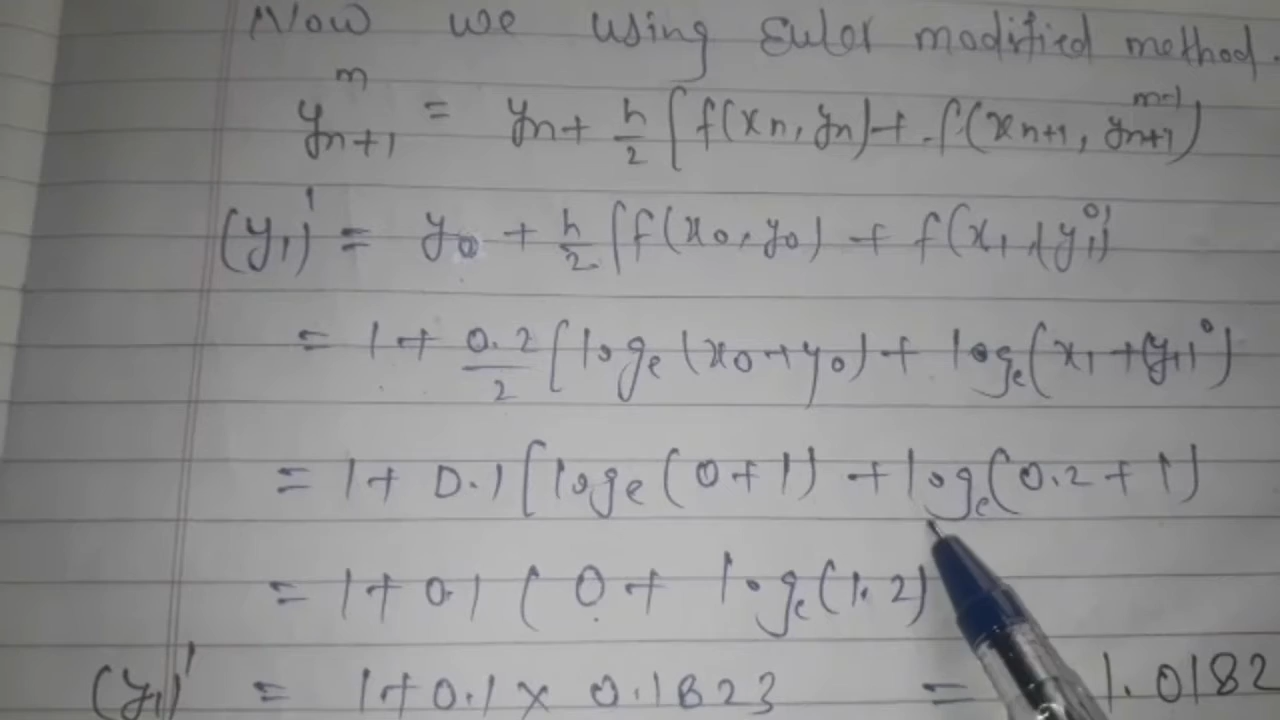 Now we using Euler modified method.
y_{n+1}^m = y_n + h/2 [f(x_n, y_n) + f(x_{n+1}, y_{n+1}^{m-1})
(y_1)^1 = y_0 + h/2 [f(x_0, y_0) + f(x_1, (y_1)^0)
= 1 + 0.2/2 [log_e (x_0 + y_0) + log_e (x_1 + (y_1)^0)
= 1 + 0.1 [log_e (0 + 1) + log_e (0.2 + 1)
= 1 + 0.1 ( 0 + log_e (1.2)
(y_1)^1 = 1 + 0.1 × 0.1823 = 1.0182